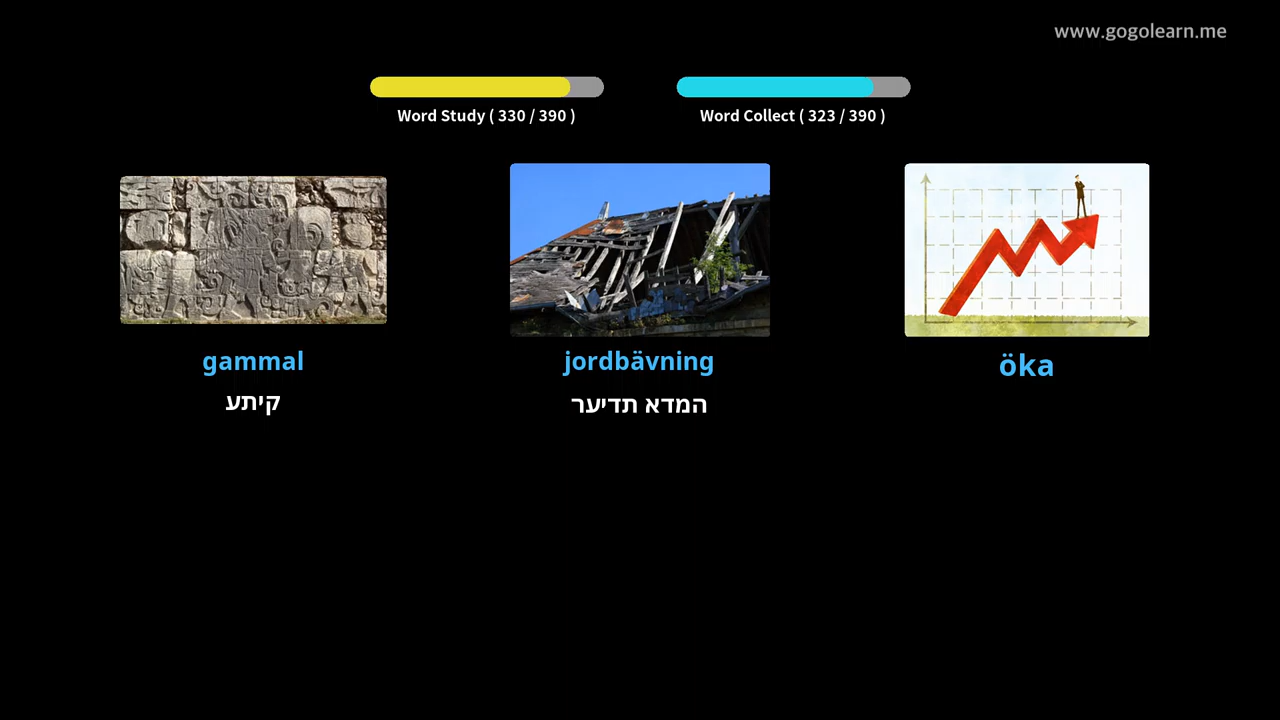 www.gogolearn.me
Word Study ( 330 / 390 )
Word Collect ( 323 / 390 )
gammal
קיתע
jordbävning
המדא תדיער
öka